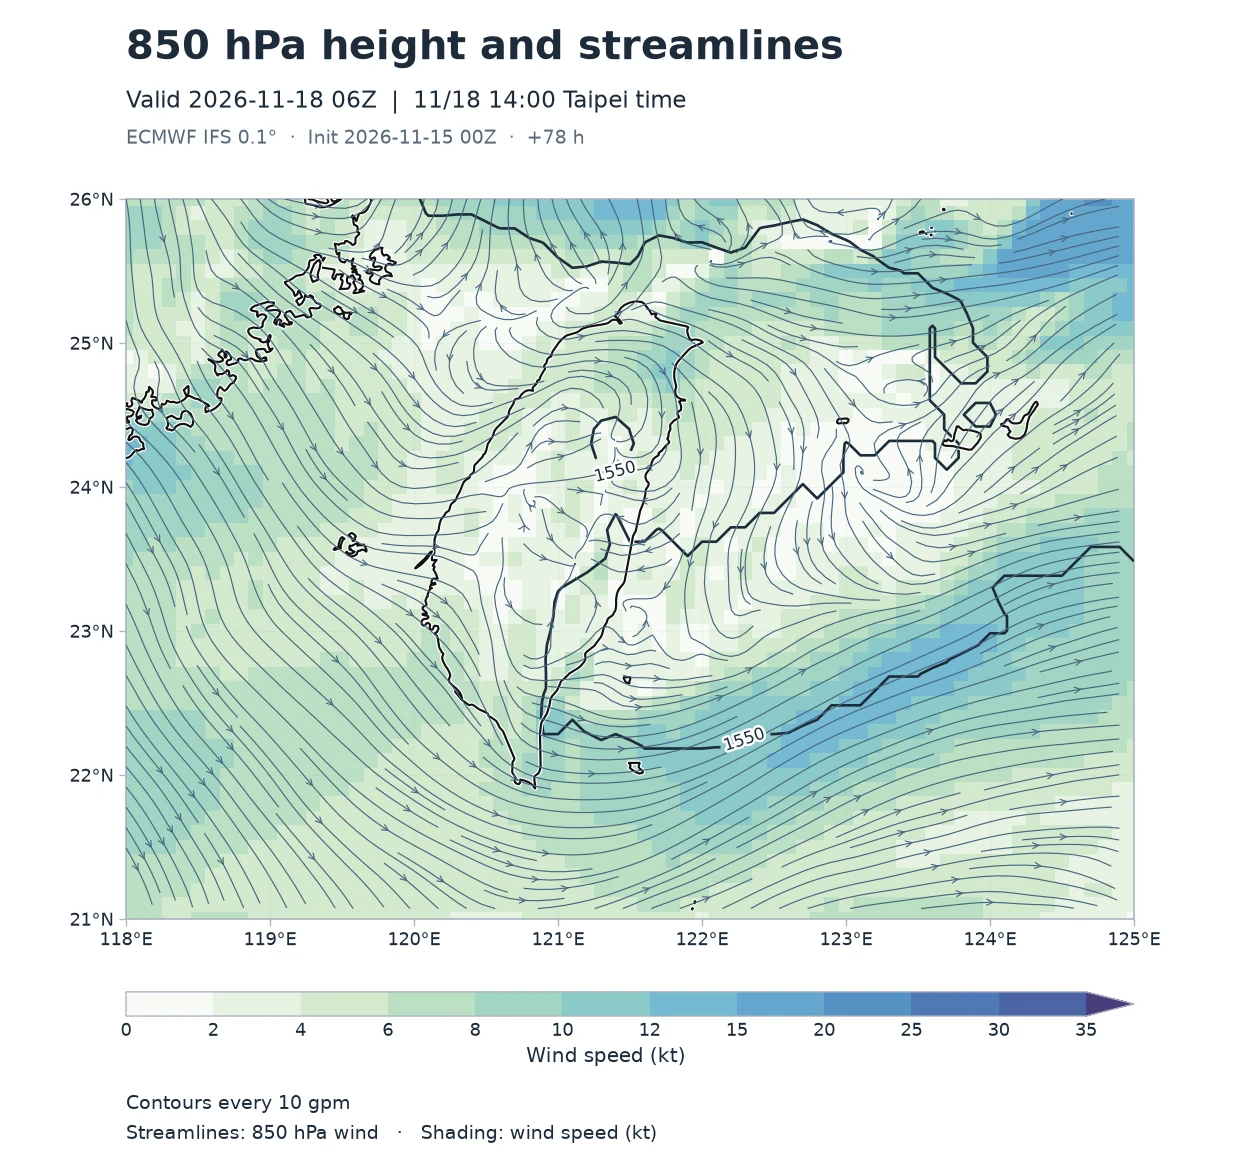 850 hPa height and streamlines
Valid 2026-11-18 06Z | 11/18 14:00 Taipei time
ECMWF IFS 0.1° · Init 2026-11-15 00Z · +78 h
26°N
25°N
24°N
23°N
22°N
21°N
1550
1550
118°E 119°E 120°E 121°E 122°E 123°E 124°E 125°E
0 2 4 6 8 10 12 15 20 25 30 35
Wind speed (kt)
Contours every 10 gpm
Streamlines: 850 hPa wind · Shading: wind speed (kt)